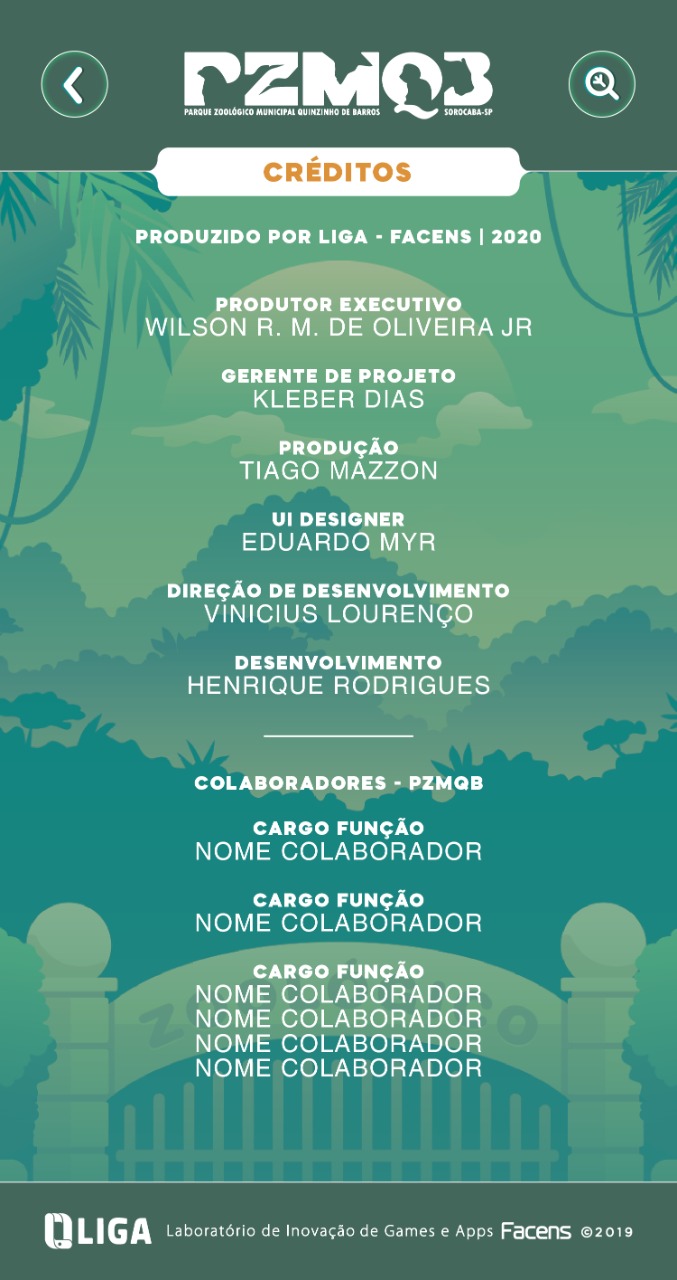 PZMQB
PARQUE ZOOLÓGICO MUNICIPAL QUINZINHO DE BARROS SOROCABA-SP
CRÉDITOS
PRODUZIDO POR LIGA - FACENS | 2020
PRODUTOR EXECUTIVO
WILSON R. M. DE OLIVEIRA JR
GERENTE DE PROJETO
KLEBER DIAS
PRODUÇÃO
TIAGO MAZZON
UI DESIGNER
EDUARDO MYR
DIREÇÃO DE DESENVOLVIMENTO
VINICIUS LOURENÇO
DESENVOLVIMENTO
HENRIQUE RODRIGUES
COLABORADORES - PZMQB
CARGO FUNÇÃO
NOME COLABORADOR
CARGO FUNÇÃO
NOME COLABORADOR
CARGO FUNÇÃO
NOME COLABORADOR
NOME COLABORADOR
NOME COLABORADOR
NOME COLABORADOR
LIGA Laboratório de Inovação de Games e Apps Facens ©2019